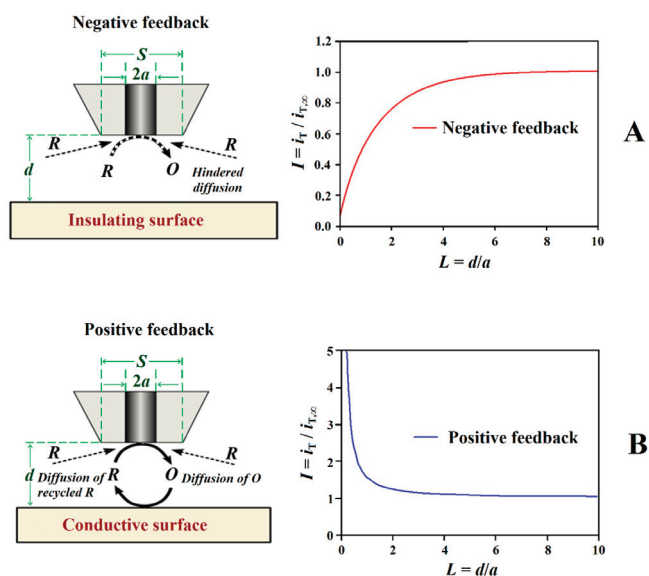 Negative feedback
S
2a
R
R
d
R
O
Hindered
diffusion
Insulating surface
1.2
1.0
0.8
0.6
0.4
0.2
0.0
I = iT / iT,∞
Negative feedback
0 2 4 6 8 10
L = d/a
A
Positive feedback
S
2a
R
R
d
Diffusion of
recycled R
R
O
Diffusion of O
Conductive surface
5
4
3
2
1
0
I = iT / iT,∞
Positive feedback
0 2 4 6 8 10
L = d/a
B